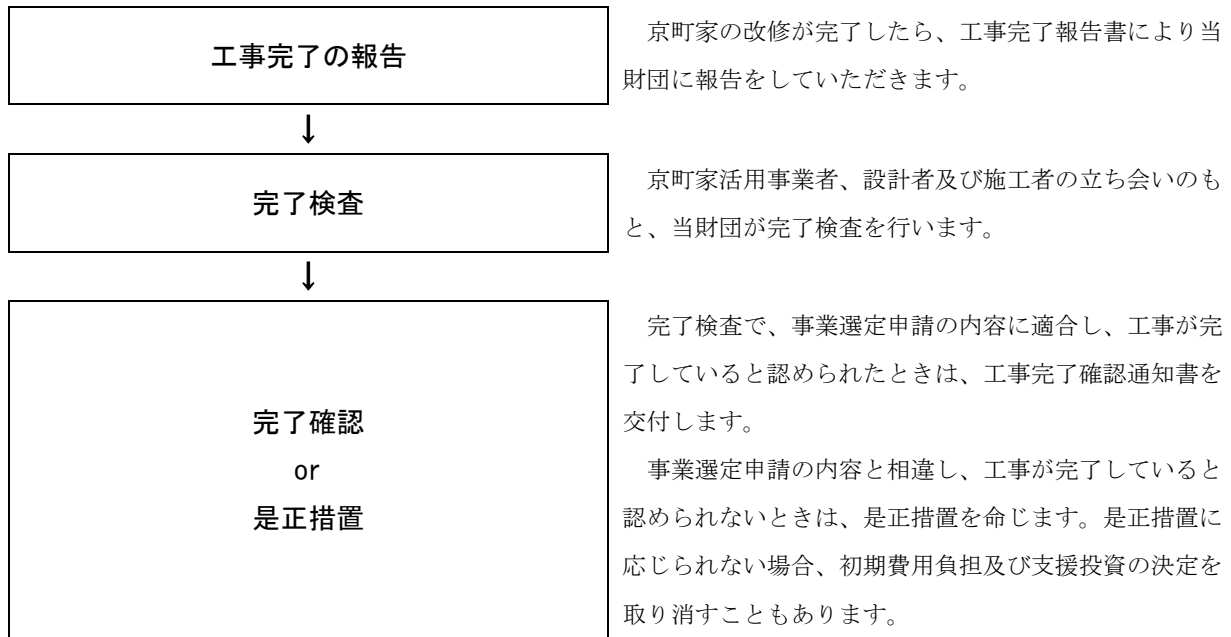 工事完了の報告
京町家の改修が完了したら、工事完了報告書により当
財団に報告をしていただきます。
↓
完了検査
京町家活用事業者、設計者及び施工者の立ち会いのも
と、当財団が完了検査を行います。
↓
完了確認
or
是正措置
完了検査で、事業選定申請の内容に適合し、工事が完
了していると認められたときは、工事完了確認通知書を
交付します。
事業選定申請の内容と相違し、工事が完了していると
認められないときは、是正措置を命じます。是正措置に
応じられない場合、初期費用負担及び支援投資の決定を
取り消すこともあります。